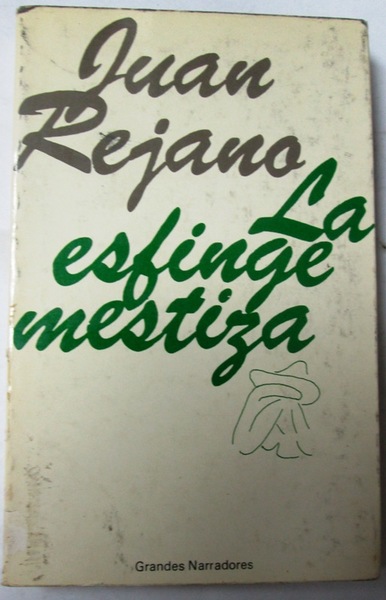 Juan
Rejano
La
esfinge
mestiza
Grandes Narradores